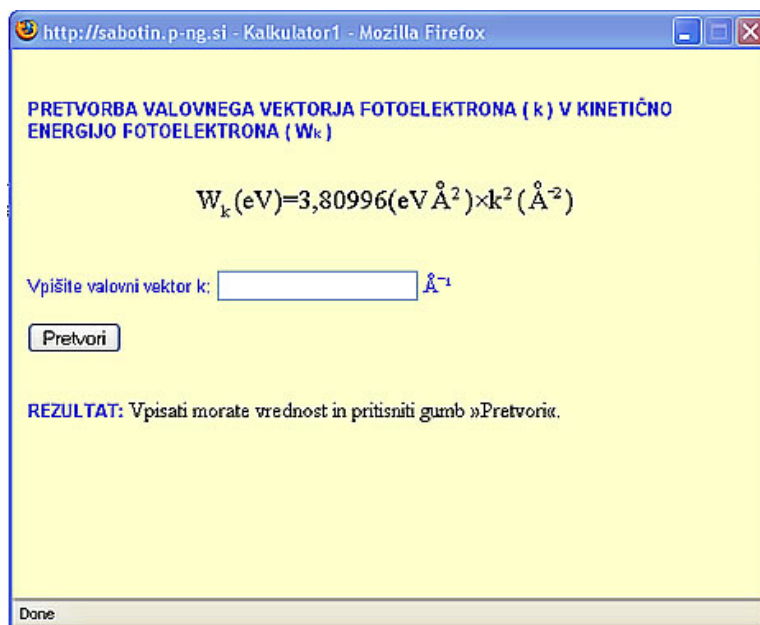 http://sabotin.p-ng.si - Kalkulator1 - Mozilla Firefox
PRETVORBA VALOVNEGA VEKTORJA FOTOELEKTRONA ( k ) V KINETIČNO
ENERGIJO FOTOELEKTRONA ( Wk )
Wk(eV)=3,80996(eVÅ²)×k²(Å⁻²)
Vpišite valovni vektor k: Å⁻¹
Pretvori
REZULTAT: Vpisati morate vrednost in pritisniti gumb »Pretvori«.
Done